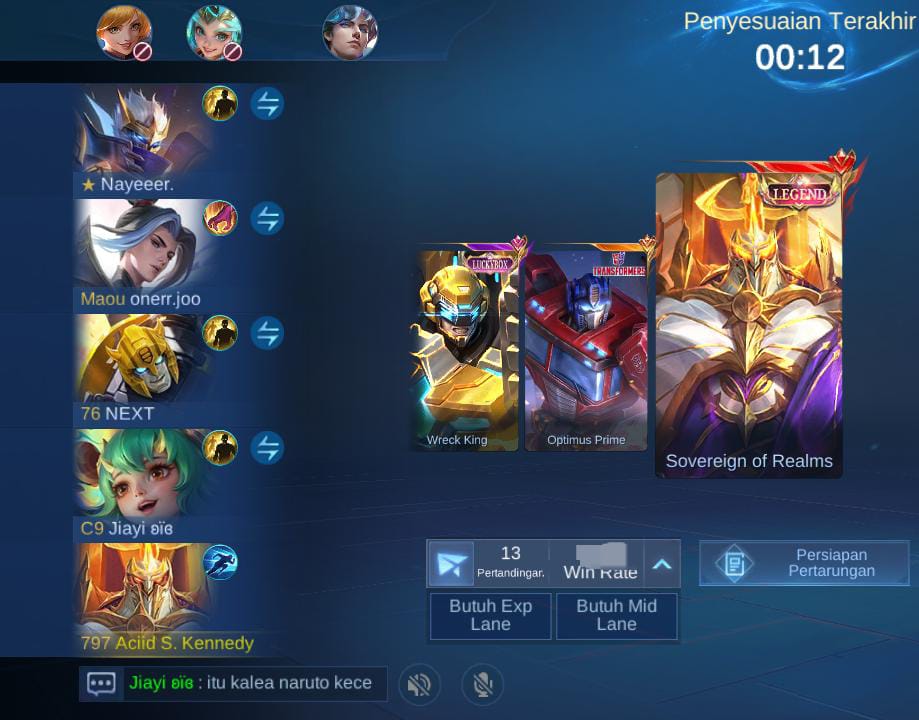 Penyesuaian Terakhir
00:12
★ Nayeeer.
Maou onerr.joo
76 NEXT
C9 Jiayi ʚïɞ
797 Aciid S. Kennedy
LUCKYBOX
Wreck King
TRANSFORMERS
Optimus Prime
LEGEND
Sovereign of Realms
13
Pertandingar.
Win Rate
Butuh Exp
Lane
Butuh Mid
Lane
Persiapan
Pertarungan
Jiayi ʚïɞ : itu kalea naruto kece